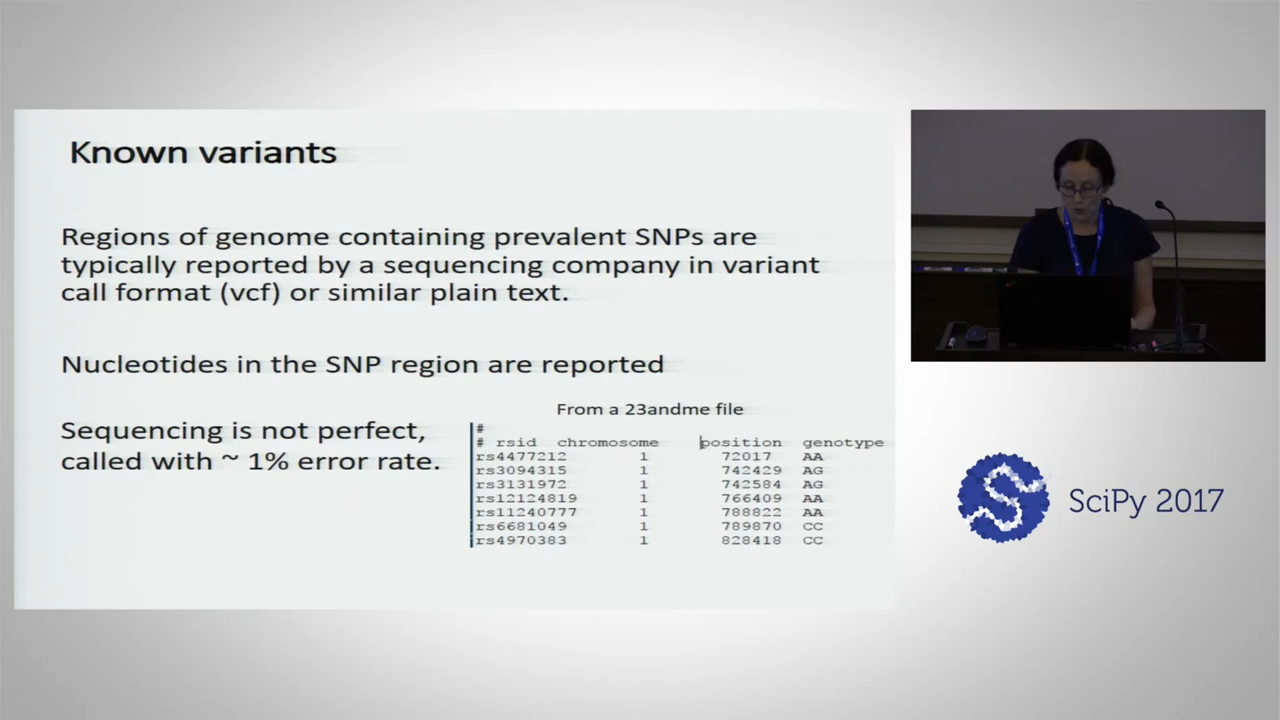 Known variants
Regions of genome containing prevalent SNPs are
typically reported by a sequencing company in variant
call format (vcf) or similar plain text.
Nucleotides in the SNP region are reported
Sequencing is not perfect,
called with ~ 1% error rate.
From a 23andme file
#
# rsid chromosome position genotype
rs4477212 1 72017 AA
rs3094315 1 742429 AG
rs3131972 1 742584 AG
rs12124819 1 766409 AA
rs11240777 1 788822 AA
rs6681049 1 789870 CC
rs4970383 1 828418 CC
SciPy 2017